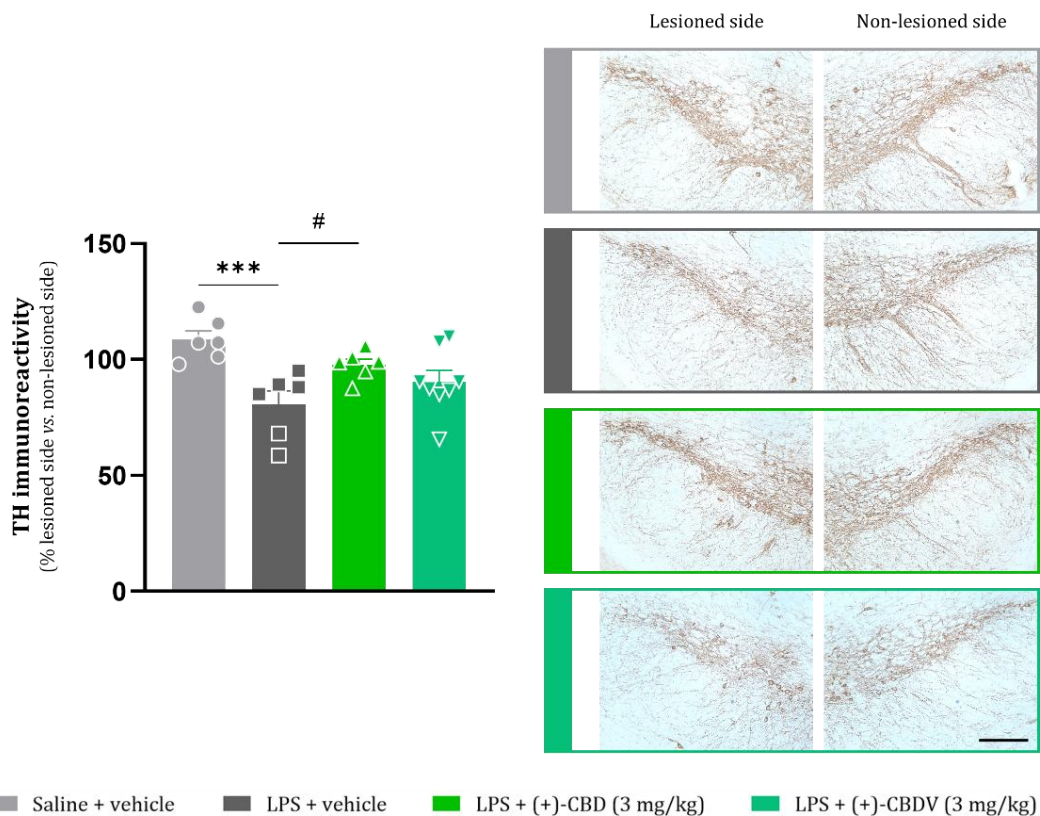 Lesioned side Non-lesioned side
TH immunoreactivity
(% lesioned side vs. non-lesioned side)
150
100
50
0
***
#
Saline + vehicle LPS + vehicle LPS + (+)-CBD (3 mg/kg) LPS + (+)-CBDV (3 mg/kg)